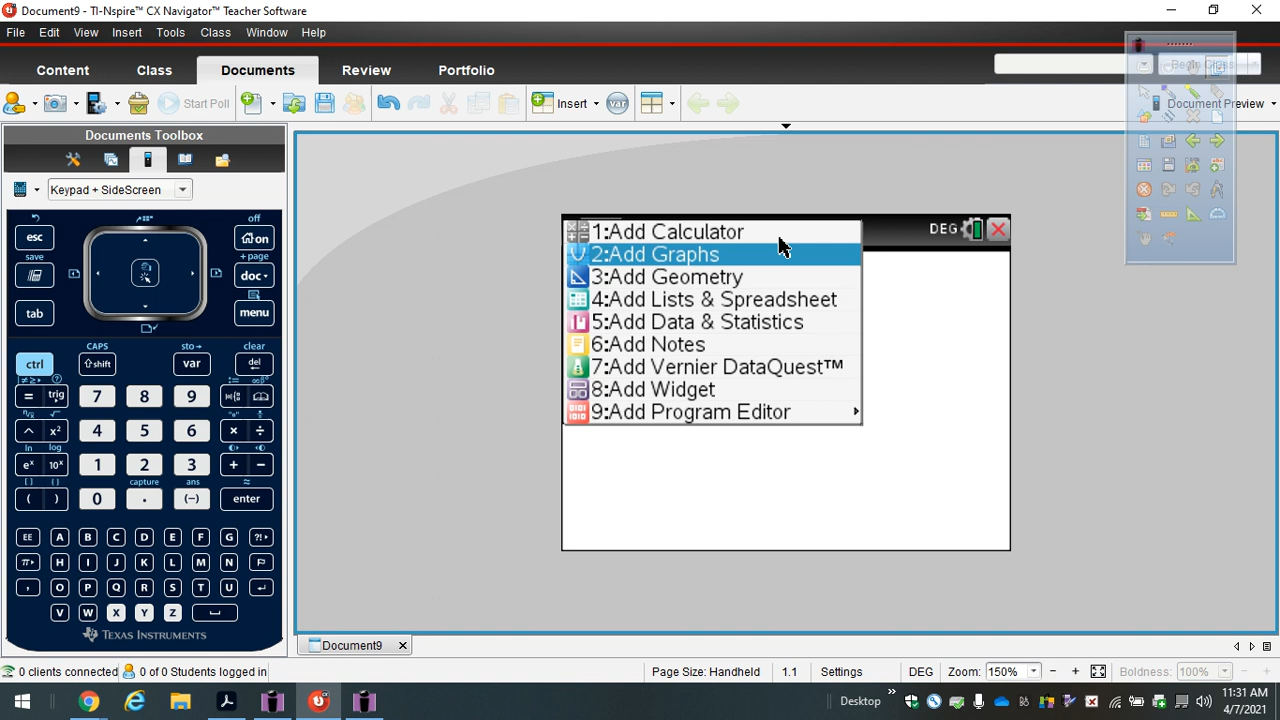 Document9 - TI-Nspire™ CX Navigator™ Teacher Software
File Edit View Insert Tools Class Window Help
Content Class Documents Review Portfolio
Start Poll Insert var Document Preview
Documents Toolbox
Keypad + SideScreen
1:Add Calculator
2:Add Graphs
3:Add Geometry
4:Add Lists & Spreadsheet
5:Add Data & Statistics
6:Add Notes
7:Add Vernier DataQuest™
8:Add Widget
9:Add Program Editor
DEG
off
esc on
save + page
doc
tab menu
CAPS sto→ clear
ctrl ⇧shift var del
= trig 7 8 9
^ x² 4 5 6 × ÷
ln log
eˣ 10ˣ 1 2 3 + −
[ ] { } capture ans ≈
( ) 0 . (−) enter
EE A B C D E F G ?!▸
π▸ H I J K L M N
, O P Q R S T U
V W X Y Z
TEXAS INSTRUMENTS
Document9
0 clients connected 0 of 0 Students logged in Page Size: Handheld 1.1 Settings DEG Zoom: 150% − + Boldness: 100% − +
Desktop »
11:31 AM
4/7/2021